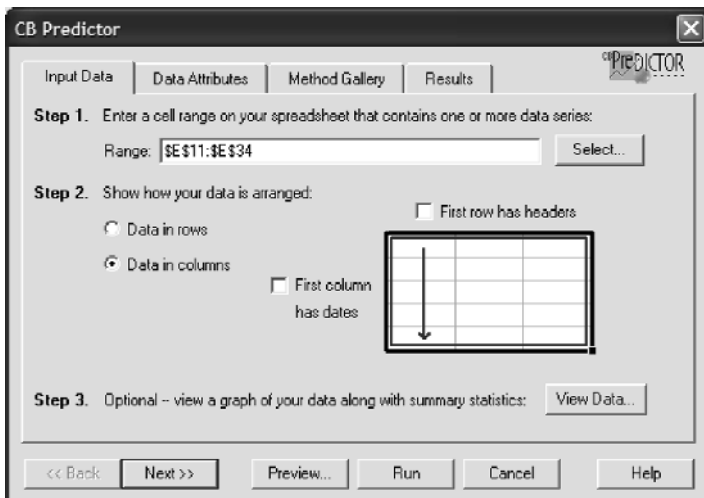 CB Predictor
CB PREDICTOR
Input Data
Data Attributes
Method Gallery
Results
Step 1. Enter a cell range on your spreadsheet that contains one or more data series:
Range: $E$11:$E$34
Select...
Step 2. Show how your data is arranged:
First row has headers
Data in rows
Data in columns
First column
has dates
Step 3. Optional -- view a graph of your data along with summary statistics:
View Data...
<< Back
Next >>
Preview...
Run
Cancel
Help